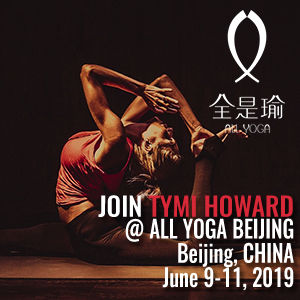 全是瑜
ALL YOGA
JOIN TYMI HOWARD
@ ALL YOGA BEIJING
Beijing, CHINA
June 9-11, 2019